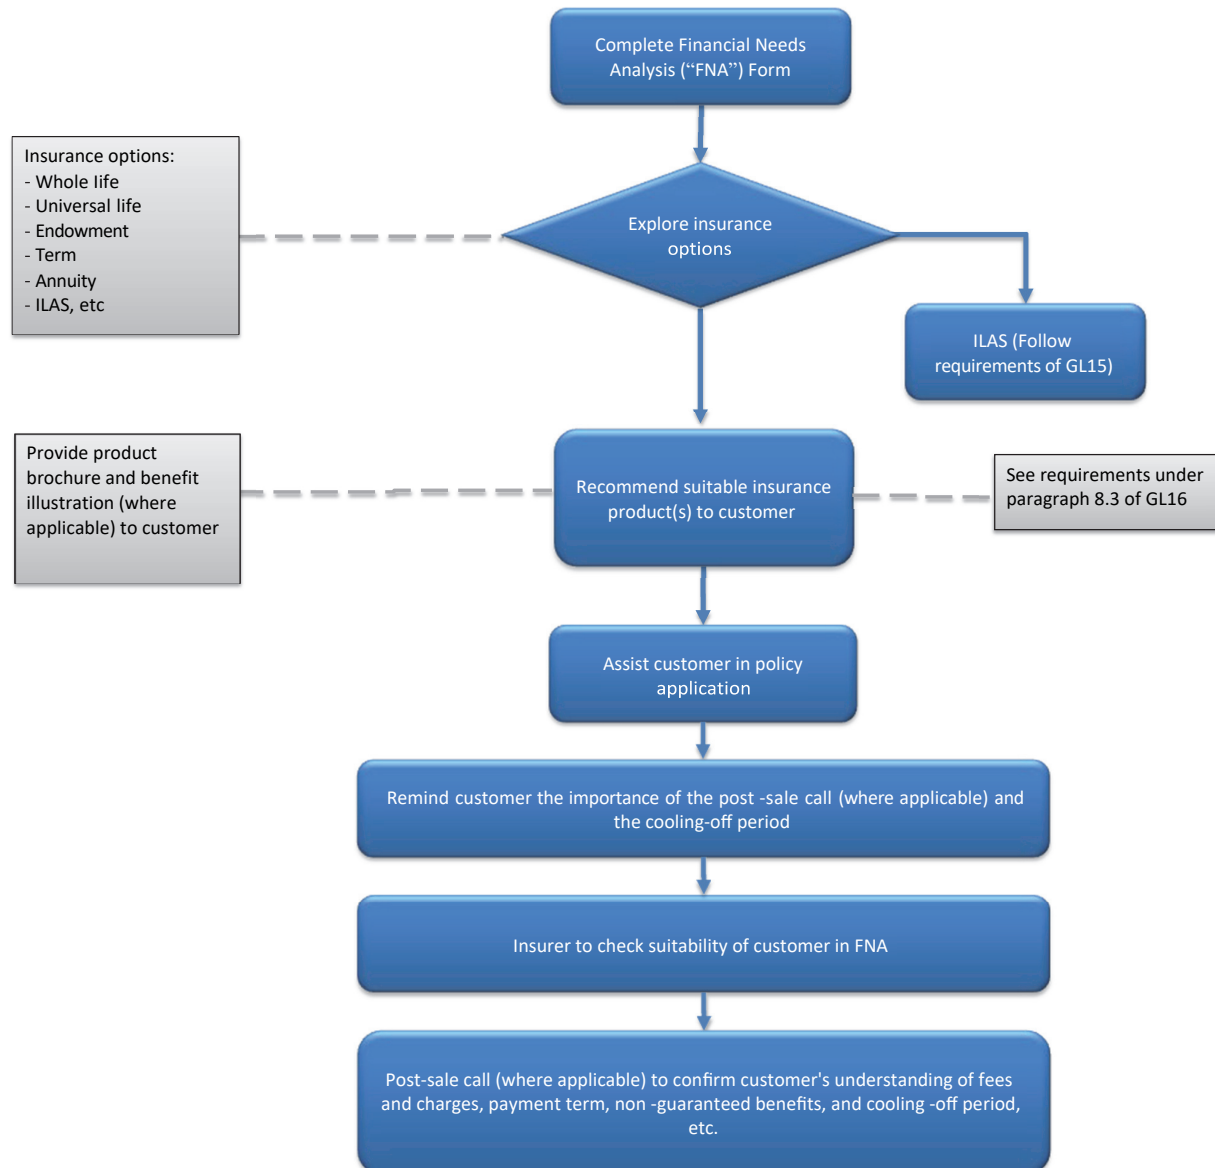 Complete Financial Needs
Analysis (“FNA”) Form
Insurance options:
- Whole life
- Universal life
- Endowment
- Term
- Annuity
- ILAS, etc
Explore insurance
options
ILAS (Follow
requirements of GL15)
Provide product
brochure and benefit
illustration (where
applicable) to customer
Recommend suitable insurance
product(s) to customer
See requirements under
paragraph 8.3 of GL16
Assist customer in policy
application
Remind customer the importance of the post -sale call (where applicable) and
the cooling-off period
Insurer to check suitability of customer in FNA
Post-sale call (where applicable) to confirm customer's understanding of fees
and charges, payment term, non -guaranteed benefits, and cooling -off period,
etc.